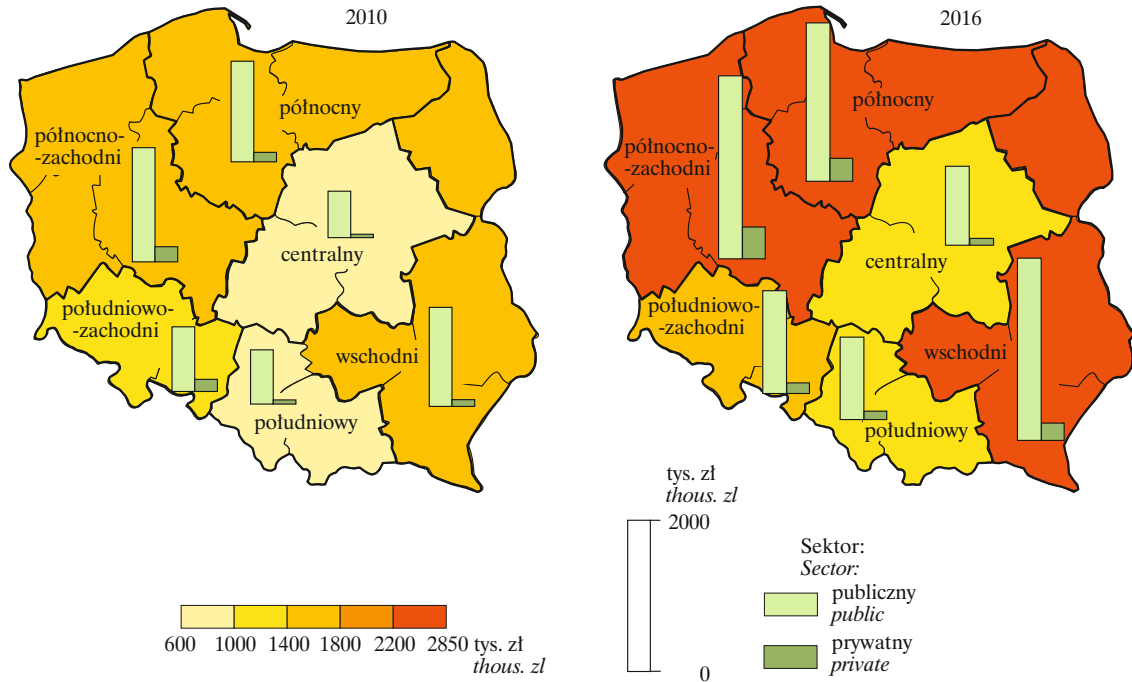 2010
północny
północno-
-zachodni
centralny
południowo-
-zachodni
wschodni
południowy
2016
północny
północno-
-zachodni
centralny
południowo-
-zachodni
wschodni
południowy
600 1000 1400 1800 2200 2850 tys. zł
thous. zl
tys. zł
thous. zl
2000
0
Sektor:
Sector:
publiczny
public
prywatny
private